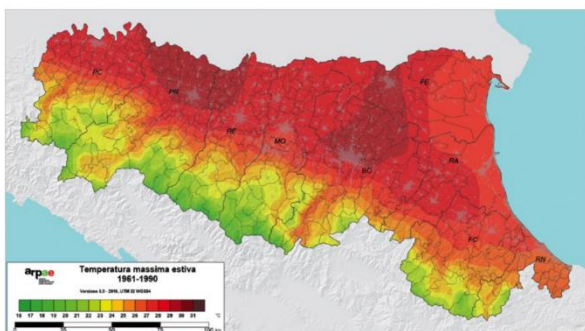 PC
PR
RE
MO
BO
FE
RA
FC
RN
arpae
Temperatura massima estiva
1961-1990
16 17 18 19 20 21 22 23 24 25 26 27 28 29 30 31 °C